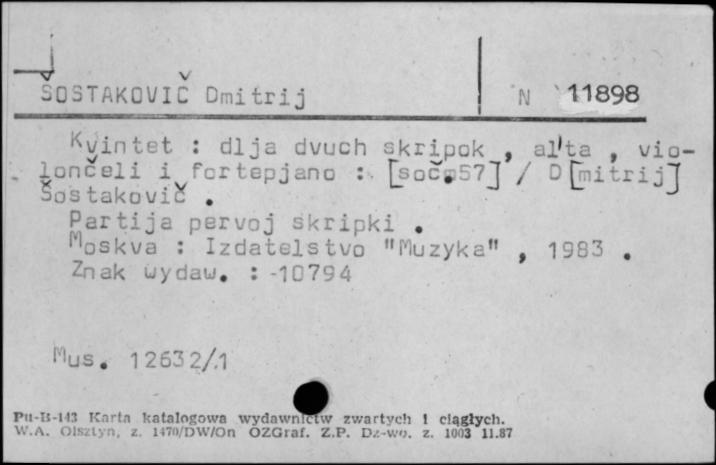 ŠOSTAKOVIČ Dmitrij N 11898
Kvintet : dlja dvuch skripok , al'ta , vio-
lončeli i fortepjano : [soč.57] / D[mitrij]
Šostakovič .
Partija pervoj skripki .
Moskva : Izdatelstvo "Muzyka" , 1983 .
Znak wydaw. : -10794
Mus. 12632/.1
Pu-B-143 Karta katalogowa wydawnictw zwartych i ciągłych.
W.A. Olsztyn, z. 1470/DW/On OZGraf. Z.P. Dz-wo. z. 1003 11.87